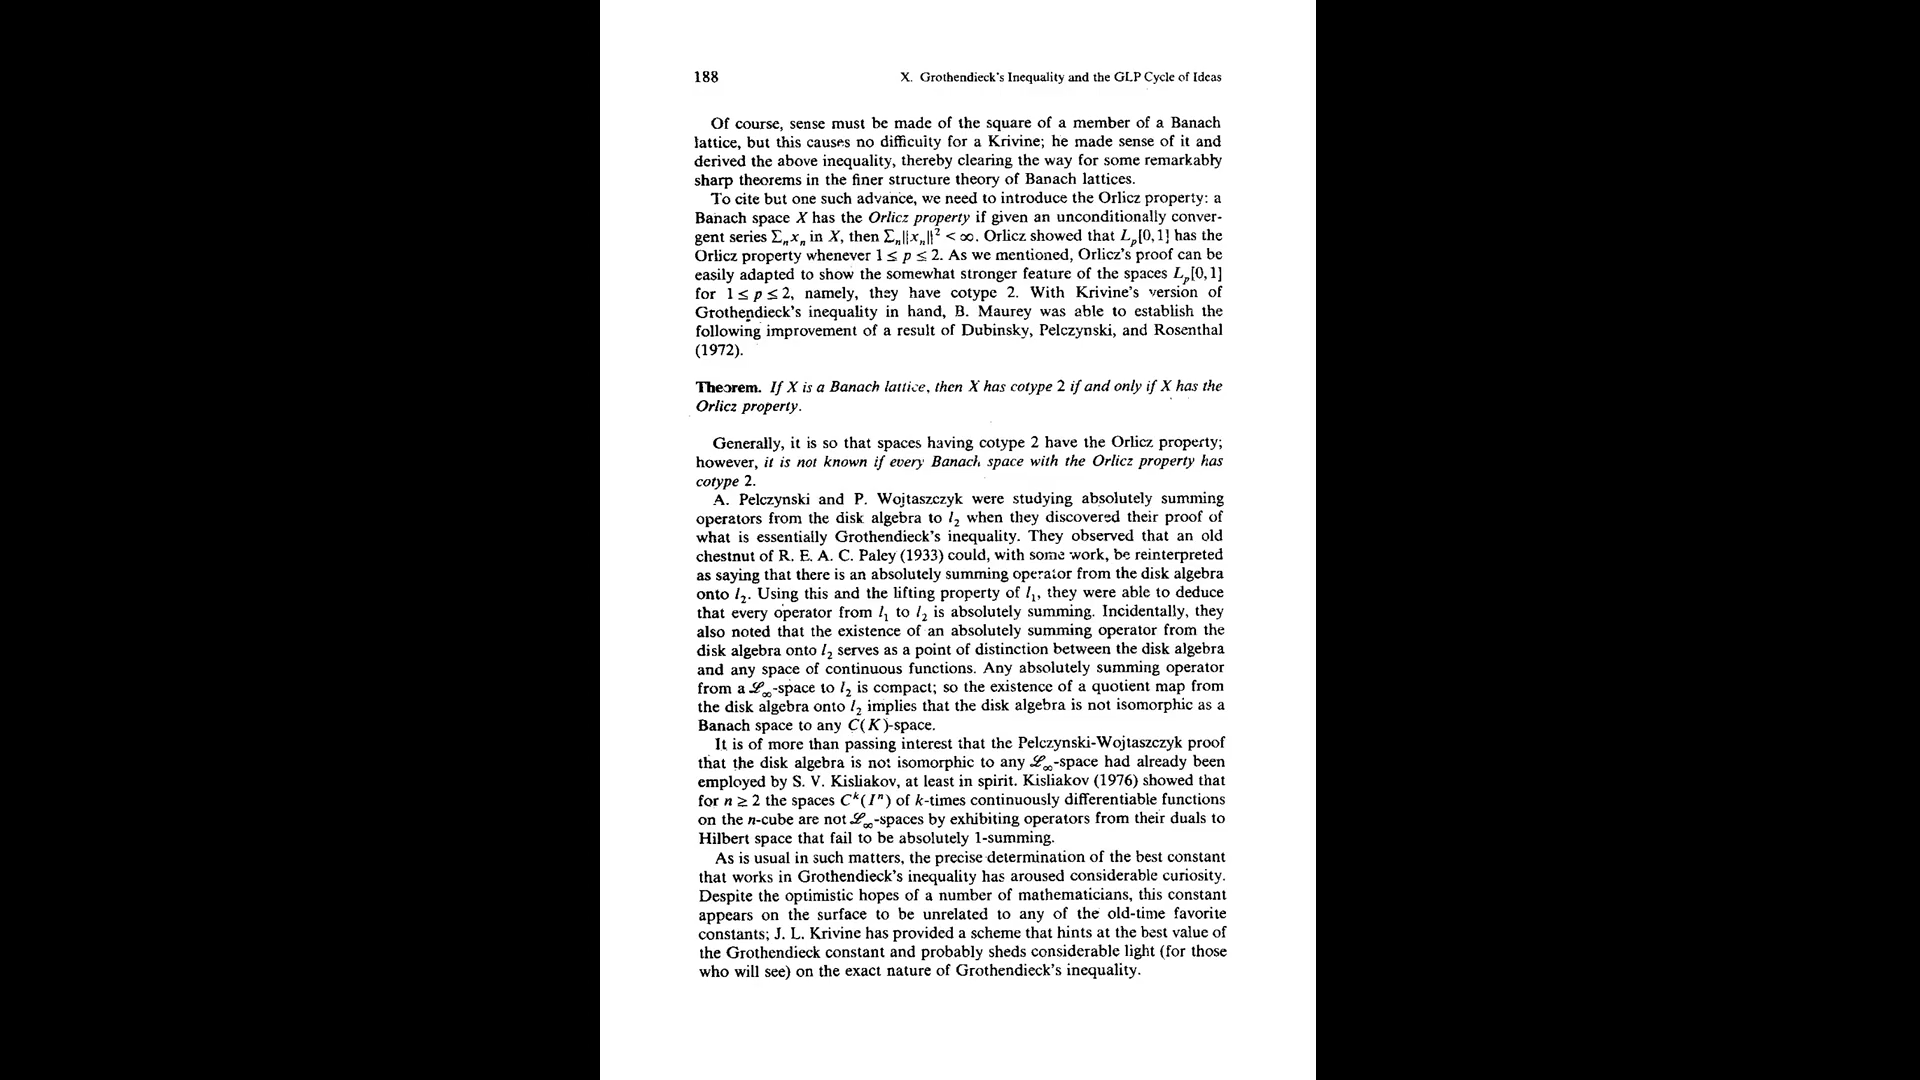 188 X. Grothendieck's Inequality and the GLP Cycle of Ideas
Of course, sense must be made of the square of a member of a Banach
lattice, but this causes no difficulty for a Krivine; he made sense of it and
derived the above inequality, thereby clearing the way for some remarkably
sharp theorems in the finer structure theory of Banach lattices.
To cite but one such advance, we need to introduce the Orlicz property: a
Banach space X has the Orlicz property if given an unconditionally conver-
gent series Σₙxₙ in X, then Σₙ||xₙ||² < ∞. Orlicz showed that Lₚ[0,1] has the
Orlicz property whenever 1 ≤ p ≤ 2. As we mentioned, Orlicz's proof can be
easily adapted to show the somewhat stronger feature of the spaces Lₚ[0,1]
for 1 ≤ p ≤ 2, namely, they have cotype 2. With Krivine's version of
Grothendieck's inequality in hand, B. Maurey was able to establish the
following improvement of a result of Dubinsky, Pelczynski, and Rosenthal
(1972).
Theorem. If X is a Banach lattice, then X has cotype 2 if and only if X has the
Orlicz property.
Generally, it is so that spaces having cotype 2 have the Orlicz property;
however, it is not known if every Banach space with the Orlicz property has
cotype 2.
A. Pelczynski and P. Wojtaszczyk were studying absolutely summing
operators from the disk algebra to l₂ when they discovered their proof of
what is essentially Grothendieck's inequality. They observed that an old
chestnut of R. E. A. C. Paley (1933) could, with some work, be reinterpreted
as saying that there is an absolutely summing operator from the disk algebra
onto l₂. Using this and the lifting property of l₁, they were able to deduce
that every operator from l₁ to l₂ is absolutely summing. Incidentally, they
also noted that the existence of an absolutely summing operator from the
disk algebra onto l₂ serves as a point of distinction between the disk algebra
and any space of continuous functions. Any absolutely summing operator
from a ℒ∞-space to l₂ is compact; so the existence of a quotient map from
the disk algebra onto l₂ implies that the disk algebra is not isomorphic as a
Banach space to any C(K)-space.
It is of more than passing interest that the Pelczynski-Wojtaszczyk proof
that the disk algebra is not isomorphic to any ℒ∞-space had already been
employed by S. V. Kisliakov, at least in spirit. Kisliakov (1976) showed that
for n ≥ 2 the spaces Cᵏ(Iⁿ) of k-times continuously differentiable functions
on the n-cube are not ℒ∞-spaces by exhibiting operators from their duals to
Hilbert space that fail to be absolutely 1-summing.
As is usual in such matters, the precise determination of the best constant
that works in Grothendieck's inequality has aroused considerable curiosity.
Despite the optimistic hopes of a number of mathematicians, this constant
appears on the surface to be unrelated to any of the old-time favorite
constants; J. L. Krivine has provided a scheme that hints at the best value of
the Grothendieck constant and probably sheds considerable light (for those
who will see) on the exact nature of Grothendieck's inequality.